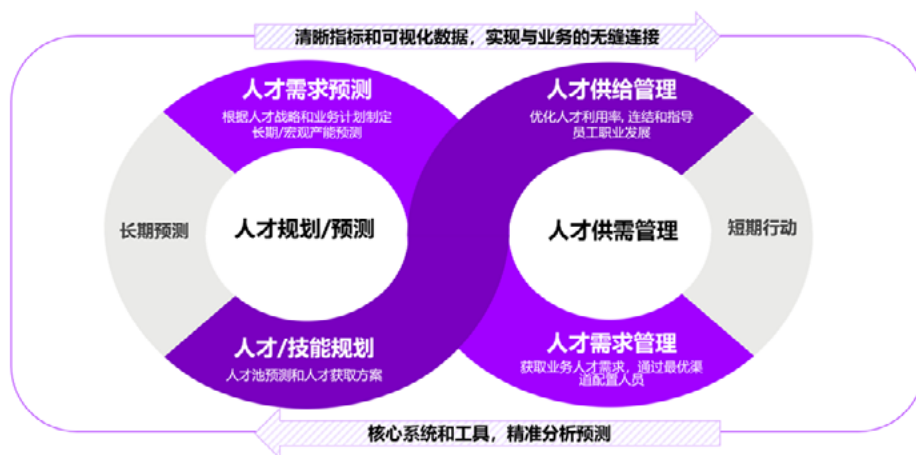 清晰指标和可视化数据，实现与业务的无缝连接
人才需求预测
根据人才战略和业务计划制定
长期/宏观产能预测
人才供给管理
优化人才利用率, 连结和指导
员工职业发展
长期预测
人才规划/预测
人才供需管理
短期行动
人才/技能规划
人才池预测和人才获取方案
人才需求管理
获取业务人才需求，通过最优渠
道配置人员
核心系统和工具，精准分析预测